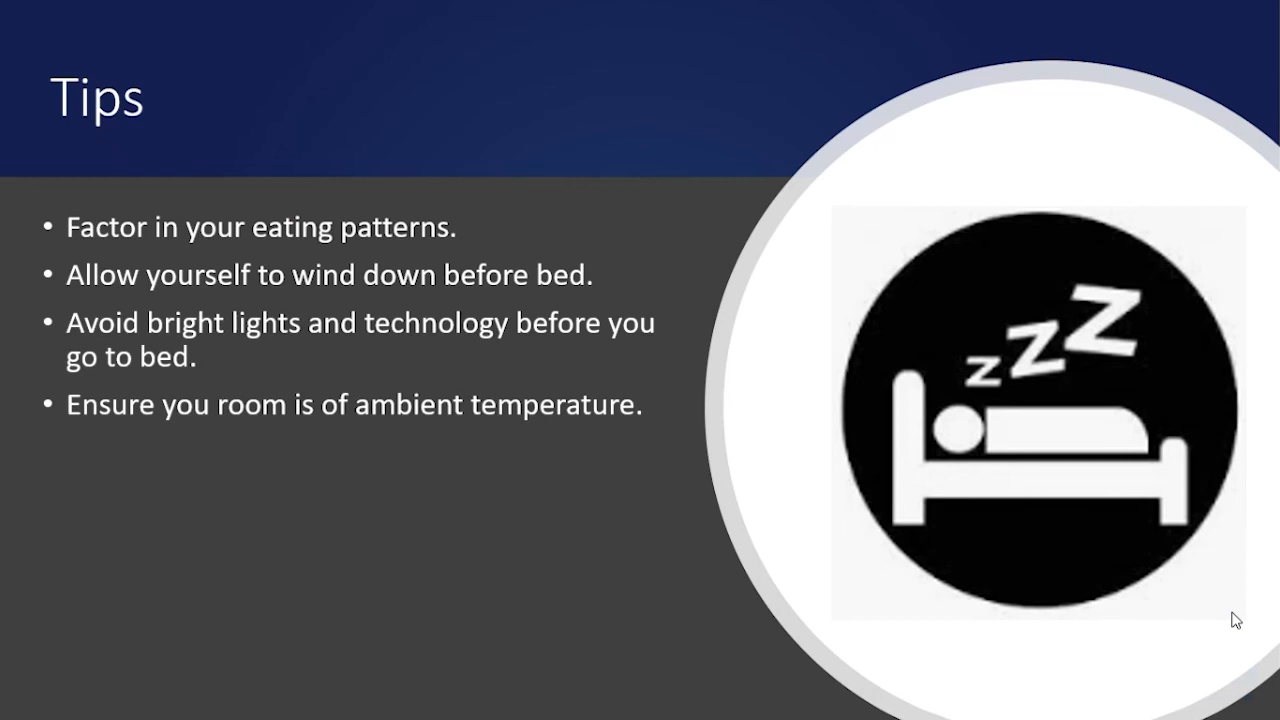 Tips
• Factor in your eating patterns.
• Allow yourself to wind down before bed.
• Avoid bright lights and technology before you
go to bed.
• Ensure you room is of ambient temperature.
z z z